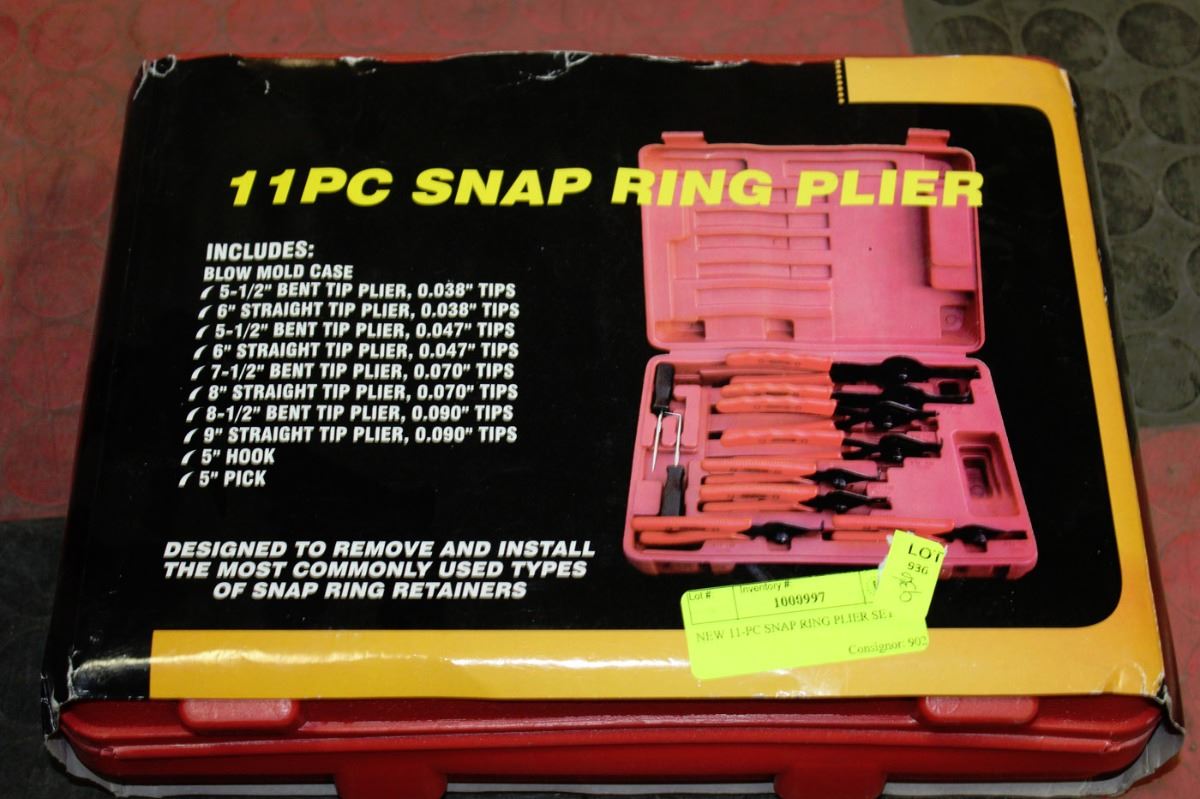 11PC SNAP RING PLIER
INCLUDES:
BLOW MOLD CASE
5-1/2" BENT TIP PLIER, 0.038" TIPS
6" STRAIGHT TIP PLIER, 0.038" TIPS
5-1/2" BENT TIP PLIER, 0.047" TIPS
6" STRAIGHT TIP PLIER, 0.047" TIPS
7-1/2" BENT TIP PLIER, 0.070" TIPS
8" STRAIGHT TIP PLIER, 0.070" TIPS
8-1/2" BENT TIP PLIER, 0.090" TIPS
9" STRAIGHT TIP PLIER, 0.090" TIPS
5" HOOK
5" PICK
DESIGNED TO REMOVE AND INSTALL
THE MOST COMMONLY USED TYPES
OF SNAP RING RETAINERS
Lot # Inventory #
1000997
NEW 11-PC SNAP RING PLIER SET
Consignor: 902
LOT
936